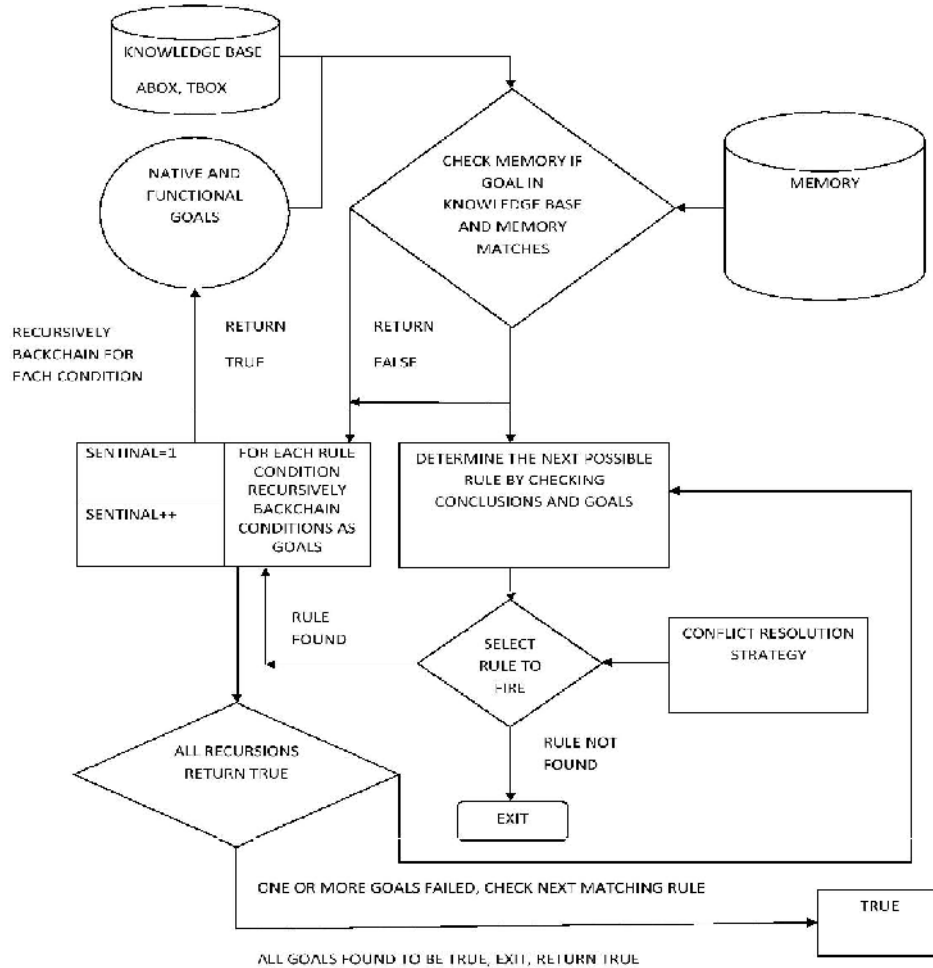 KNOWLEDGE BASE
ABOX, TBOX
NATIVE AND
FUNCTIONAL
GOALS
CHECK MEMORY IF
GOAL IN
KNOWLEDGE BASE
AND MEMORY
MATCHES
MEMORY
RECURSIVELY
BACKCHAIN FOR
EACH CONDITION
RETURN
TRUE
RETURN
FALSE
SENTINAL=1
SENTINAL++
FOR EACH RULE
CONDITION
RECURSIVELY
BACKCHAIN
CONDITIONS AS
GOALS
DETERMINE THE NEXT POSSIBLE
RULE BY CHECKING
CONCLUSIONS AND GOALS
RULE
FOUND
SELECT
RULE TO
FIRE
CONFLICT RESOLUTION
STRATEGY
ALL RECURSIONS
RETURN TRUE
RULE NOT
FOUND
EXIT
ONE OR MORE GOALS FAILED, CHECK NEXT MATCHING RULE
TRUE
ALL GOALS FOUND TO BE TRUE, EXIT, RETURN TRUE